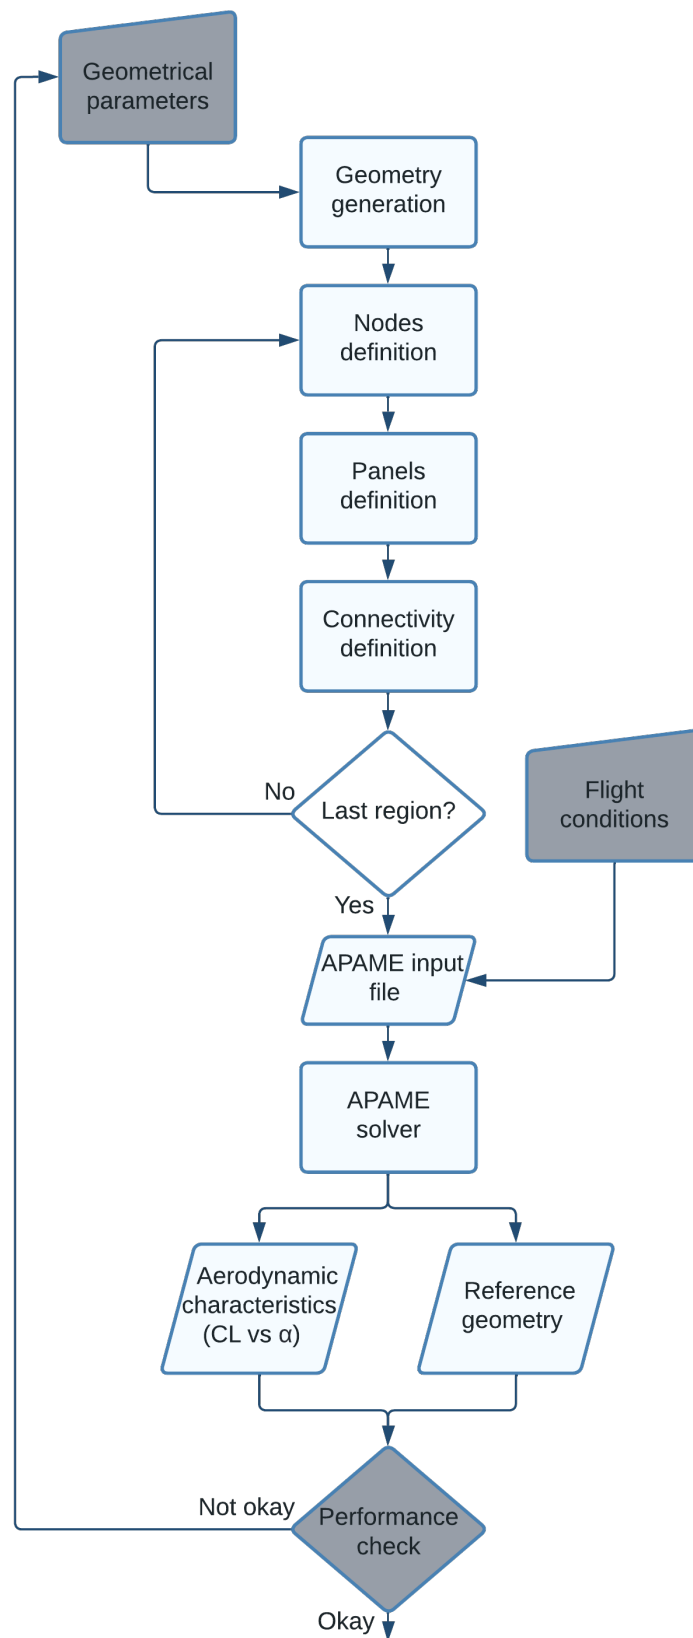 Geometrical
parameters
Geometry
generation
Nodes
definition
Panels
definition
Connectivity
definition
No
Last region?
Flight
conditions
Yes
APAME input
file
APAME
solver
Aerodynamic
characteristics
(CL vs α)
Reference
geometry
Not okay
Performance
check
Okay